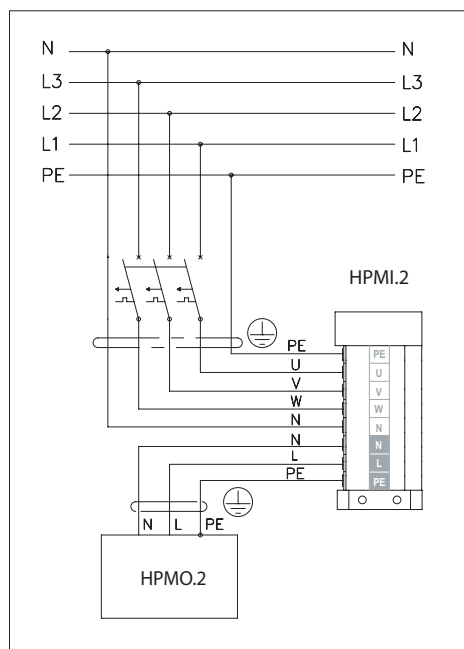 N N
L3 L3
L2 L2
L1 L1
PE PE
HPMI.2
PE PE
U U
V V
W W
N N
N N
L L
PE PE
N L PE
HPMO.2